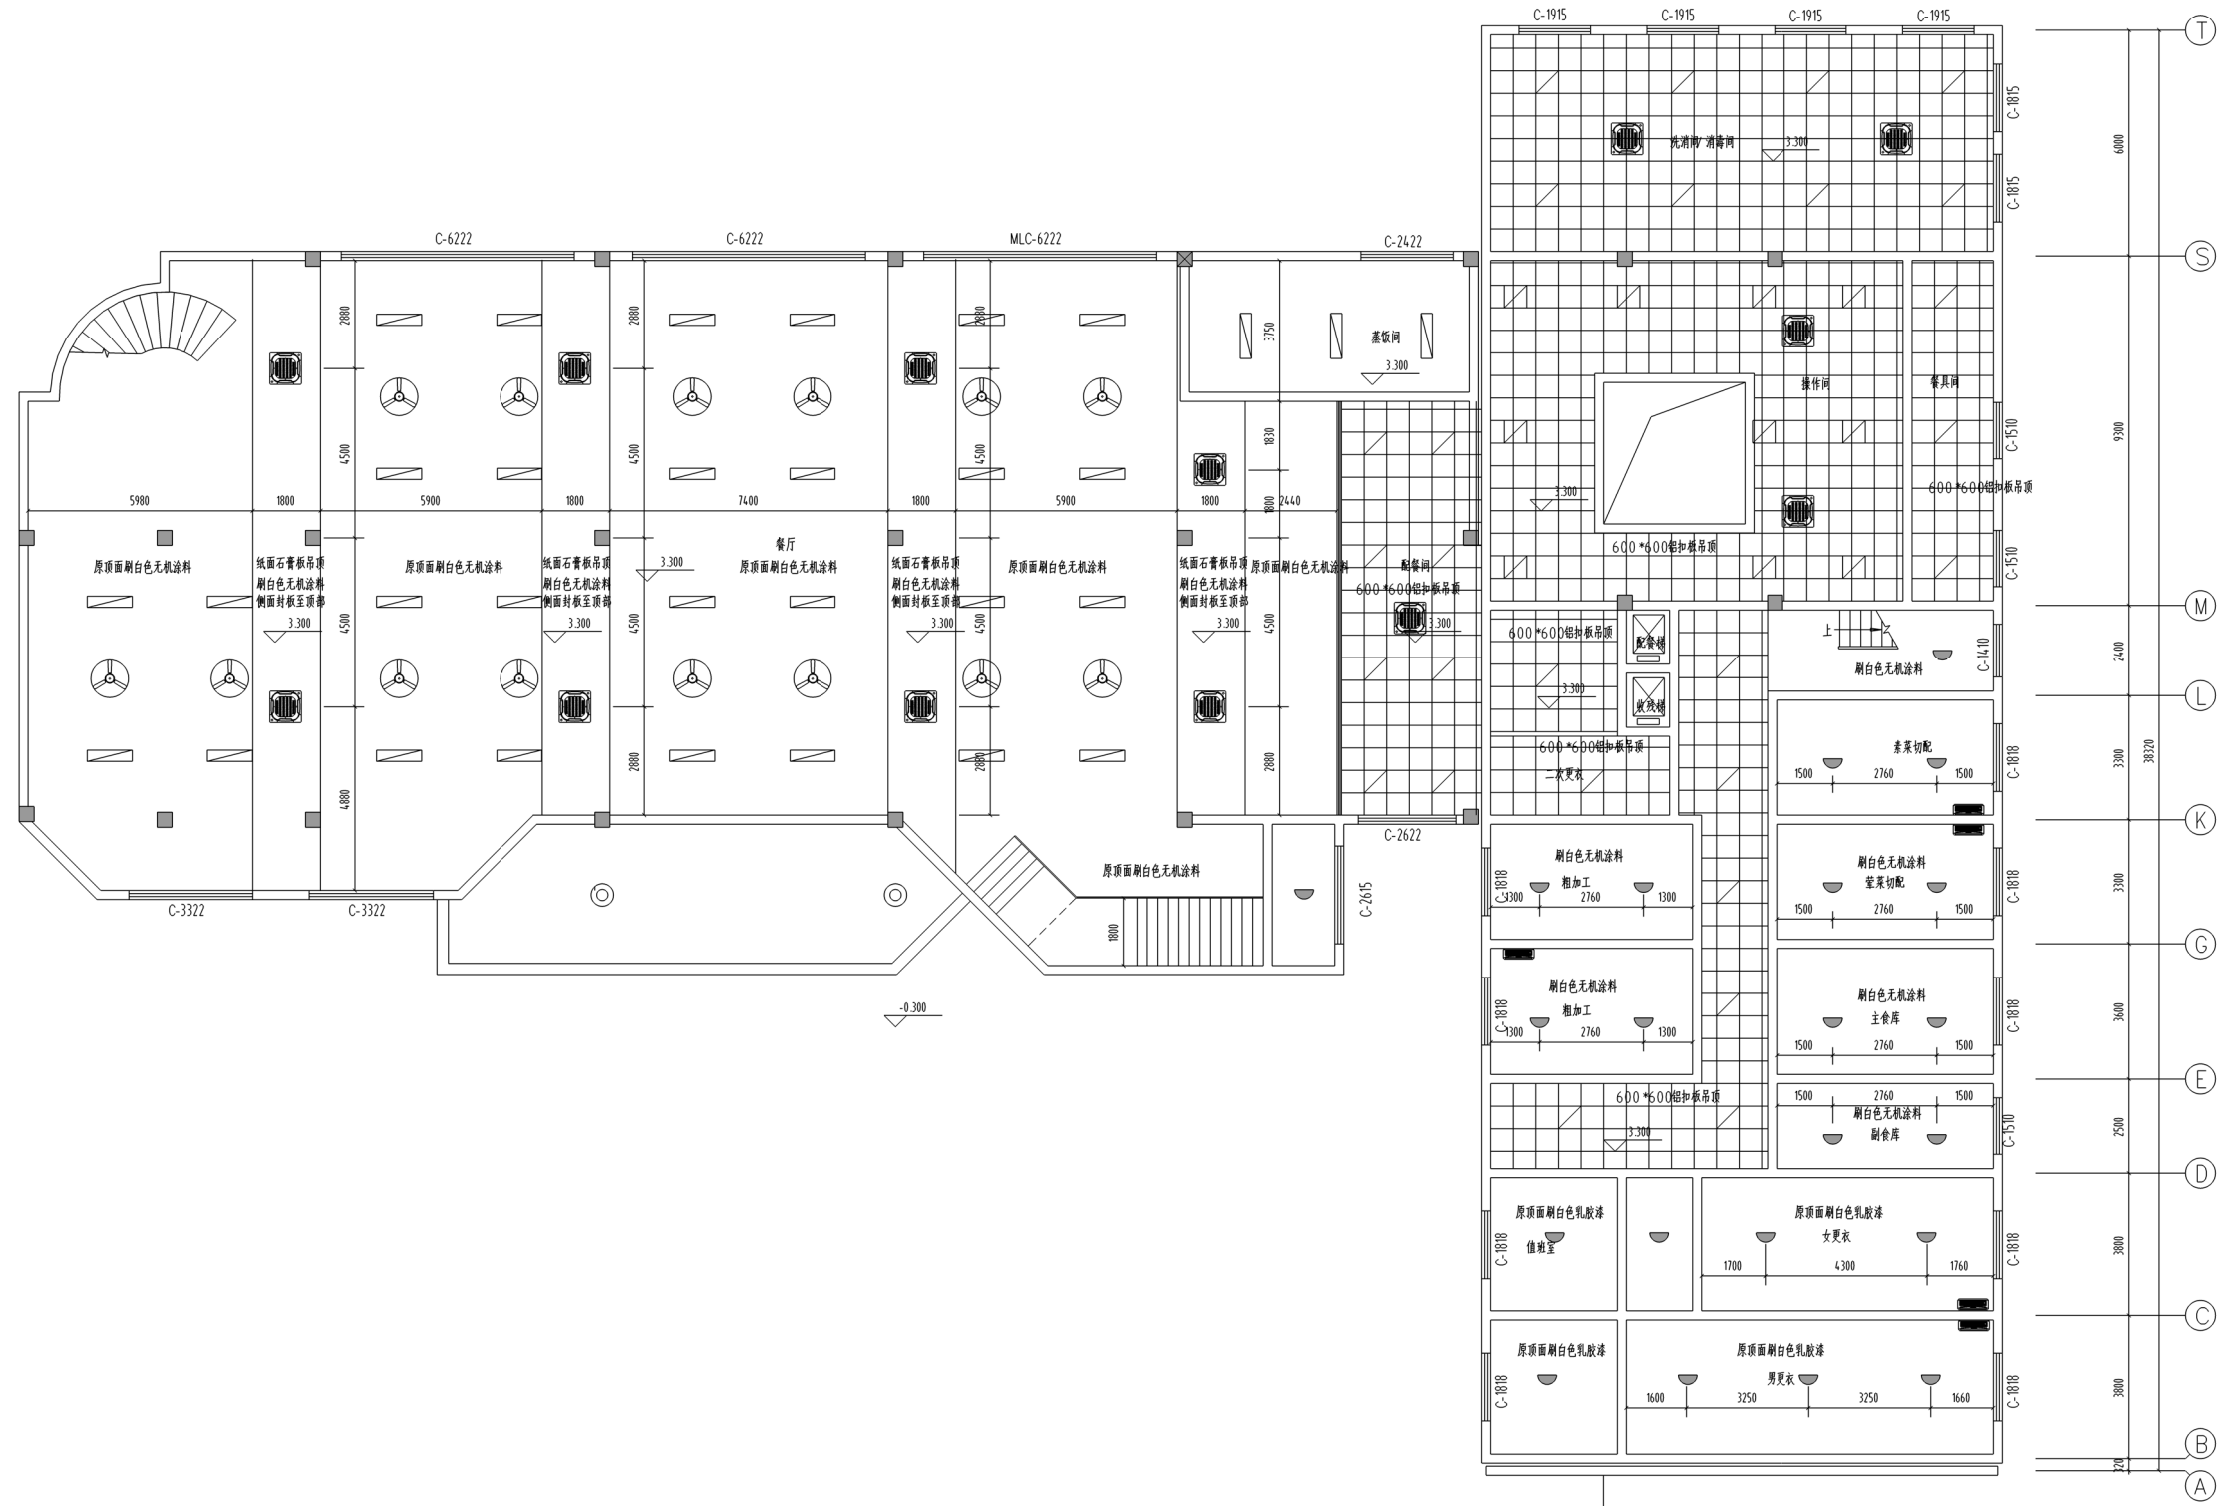 C-1915
C-1915
C-1915
C-1915
T
C-1815
6000
洗消间/消毒间
3.300
C-1815
C-6222
C-6222
MLC-6222
C-2422
S
2880
2880
2880
3750
蒸饭间
3.300
操作间
餐具间
4500
4500
4500
1830
C-1510
9300
5980
1800
5900
1800
7400
1800
5900
1800
1800
2440
3.300
600*600铝扣板吊顶
餐厅
600*600铝扣板吊顶
C-1510
原顶面刷白色无机涂料
纸面石膏板吊顶
刷白色无机涂料
侧面封板至顶部
3.300
原顶面刷白色无机涂料
纸面石膏板吊顶
刷白色无机涂料
侧面封板至顶部
3.300
3.300
原顶面刷白色无机涂料
纸面石膏板吊顶
刷白色无机涂料
侧面封板至顶部
3.300
原顶面刷白色无机涂料
纸面石膏板吊顶
刷白色无机涂料
侧面封板至顶部
3.300
原顶面刷白色无机涂料
配餐间
600*600铝扣板吊顶
3.300
M
4500
4500
4500
4500
600*600铝扣板吊顶
配餐梯
上
C-1410
2400
刷白色无机涂料
3.300
收残梯
L
2880
2880
2880
4880
600*600铝扣板吊顶
二次更衣
素菜切配
1500
2760
1500
C-1818
3300
38320
K
C-2622
刷白色无机涂料
粗加工
C-1818
1300
2760
1300
刷白色无机涂料
荤菜切配
1500
2760
1500
C-1818
3300
原顶面刷白色无机涂料
C-3322
C-3322
C-2615
1800
G
-0.300
刷白色无机涂料
粗加工
C-1818
1300
2760
1300
刷白色无机涂料
主食库
1500
2760
1500
C-1818
3600
E
600*600铝扣板吊顶
3.300
1500
2760
1500
刷白色无机涂料
副食库
C-1510
2500
D
原顶面刷白色乳胶漆
值班室
C-1818
原顶面刷白色乳胶漆
女更衣
1700
4300
1760
C-1818
3800
C
原顶面刷白色乳胶漆
C-1818
原顶面刷白色乳胶漆
男更衣
1600
3250
3250
1660
C-1818
3800
B
320
A